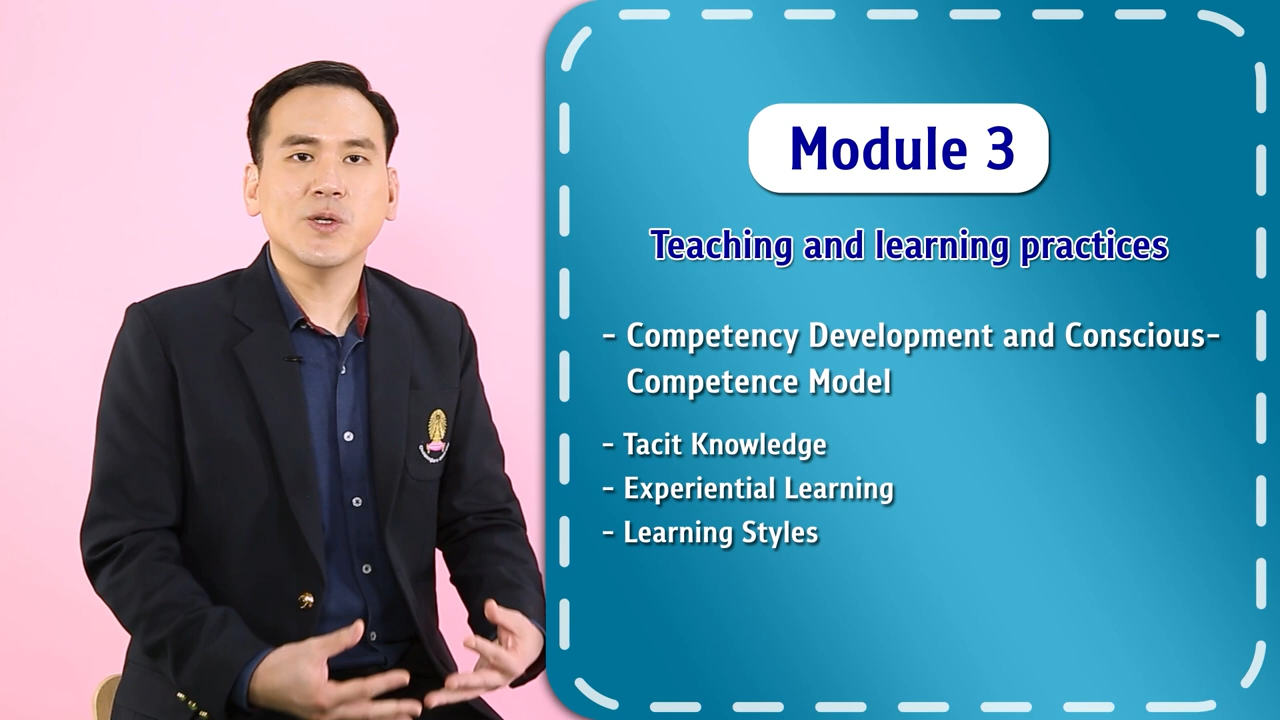 Module 3
Teaching and learning practices
- Competency Development and Conscious-
Competence Model
- Tacit Knowledge
- Experiential Learning
- Learning Styles